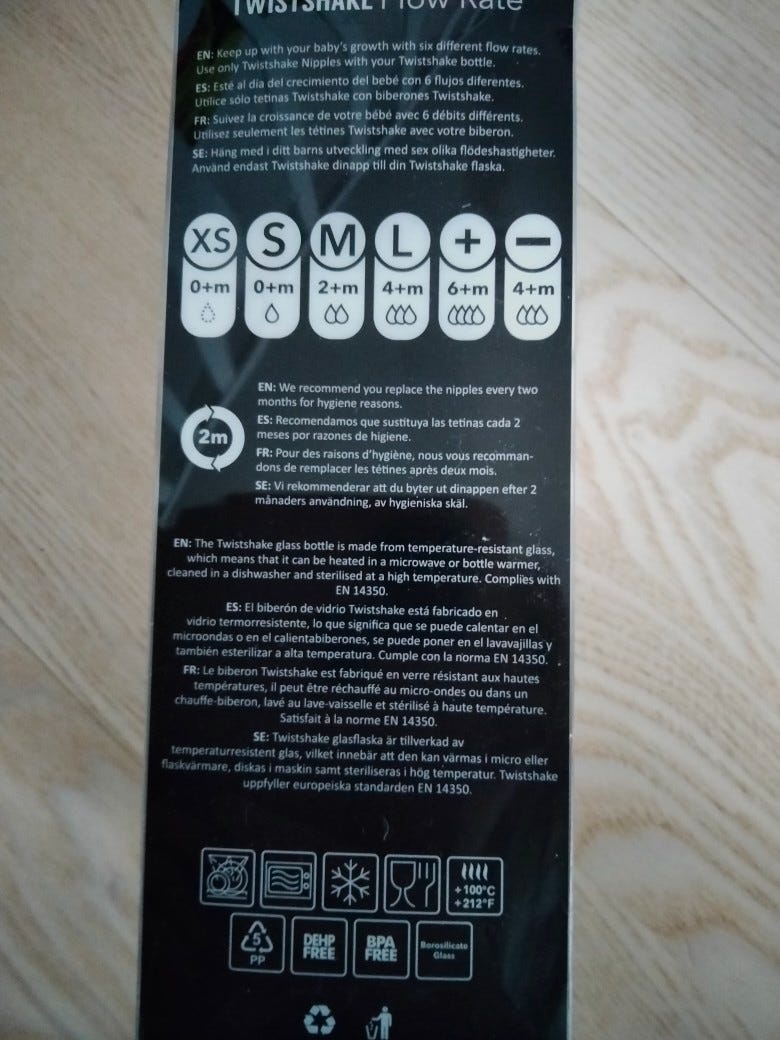 TWISTSHAKE Flow Rate
EN: Keep up with your baby's growth with six different flow rates.
Use only Twistshake Nipples with your Twistshake bottle.
ES: Esté al día del crecimiento del bebé con 6 flujos diferentes.
Utilice sólo tetinas Twistshake con biberones Twistshake.
FR: Suivez la croissance de votre bébé avec 6 débits différents.
Utilisez seulement les tétines Twistshake avec votre biberon.
SE: Häng med i ditt barns utveckling med sex olika flödeshastigheter.
Använd endast Twistshake dinapp till din Twistshake flaska.
XS S M L + −
0+m 0+m 2+m 4+m 6+m 4+m
EN: We recommend you replace the nipples every two
months for hygiene reasons.
ES: Recomendamos que sustituya las tetinas cada 2
meses por razones de higiene.
2m
FR: Pour des raisons d'hygiène, nous vous recomman-
dons de remplacer les tétines après deux mois.
SE: Vi rekommenderar att du byter ut dinappen efter 2
månaders användning, av hygieniska skäl.
EN: The Twistshake glass bottle is made from temperature-resistant glass,
which means that it can be heated in a microwave or bottle warmer,
cleaned in a dishwasher and sterilised at a high temperature. Complies with
EN 14350.
ES: El biberón de vidrio Twistshake está fabricado en
vidrio termorresistente, lo que significa que se puede calentar en el
microondas o en el calientabiberones, se puede poner en el lavavajillas y
también esterilizar a alta temperatura. Cumple con la norma EN 14350.
FR: Le biberon Twistshake est fabriqué en verre résistant aux hautes
températures, il peut être réchauffé au micro-ondes ou dans un
chauffe-biberon, lavé au lave-vaisselle et stérilisé à haute température.
Satisfait à la norme EN 14350.
SE: Twistshake glasflaska är tillverkad av
temperaturresistent glas, vilket innebär att den kan värmas i micro eller
flaskvärmare, diskas i maskin samt steriliseras i hög temperatur. Twistshake
uppfyller europeiska standarden EN 14350.
+100°C
+212°F
5
PP
DEHP
FREE
BPA
FREE
Borosilicate
Glass